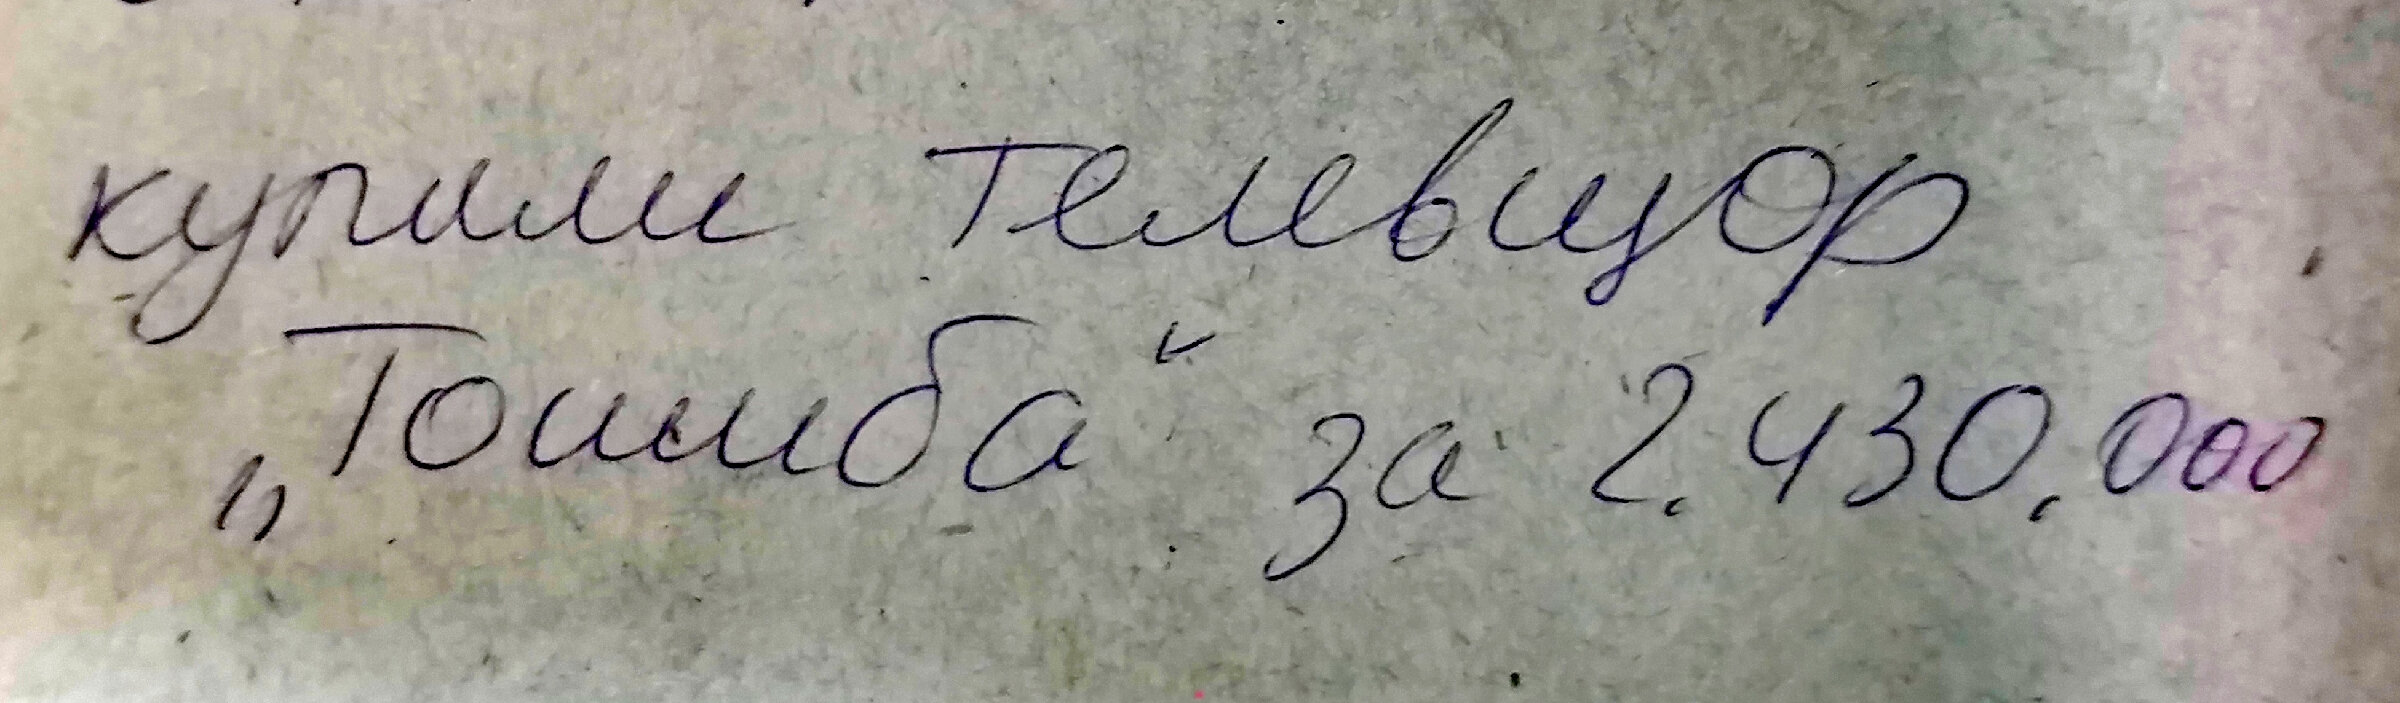 купили телевизор
„Тошиба“ за 2.430.000